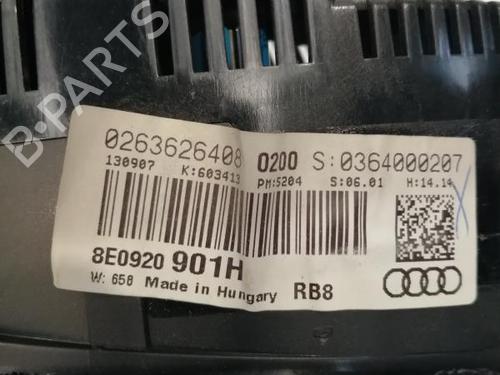 B-PARTS
0263626408 0200 S:0364000207
130907 K:603413 PM:5204 S:06.01 H:14.14
8E0920 901H
W: 658 Made in Hungary RB8